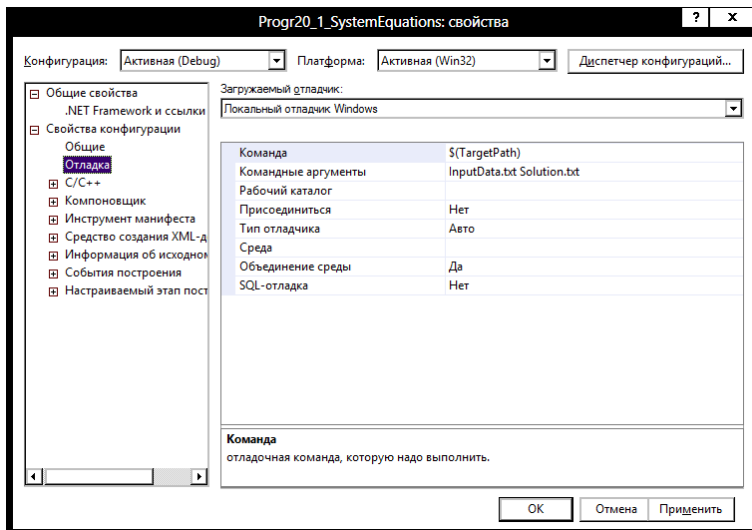 Progr20_1_SystemEquations: свойства
? x
Конфигурация: Активная (Debug) Платформа: Активная (Win32) Диспетчер конфигураций...
Общие свойства
.NET Framework и ссылки
Свойства конфигурации
Общие
Отладка
C/C++
Компоновщик
Инструмент манифеста
Средство создания XML-д
Информация об исходном
События построения
Настраиваемый этап пост
Загружаемый отладчик:
Локальный отладчик Windows
Команда $(TargetPath)
Командные аргументы InputData.txt Solution.txt
Рабочий каталог
Присоединиться Нет
Тип отладчика Авто
Среда
Объединение среды Да
SQL-отладка Нет
Команда
отладочная команда, которую надо выполнить.
ОК Отмена Применить